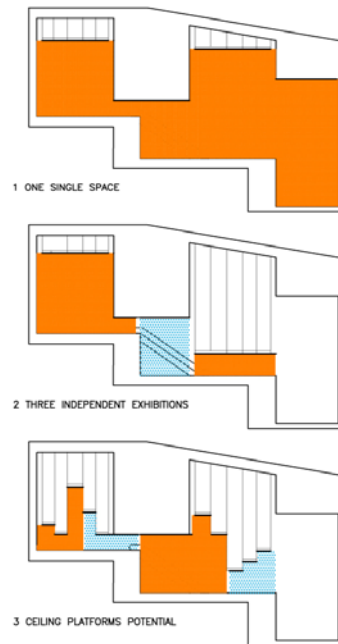 1 ONE SINGLE SPACE
2 THREE INDEPENDENT EXHIBITIONS
3 CEILING PLATFORMS POTENTIAL